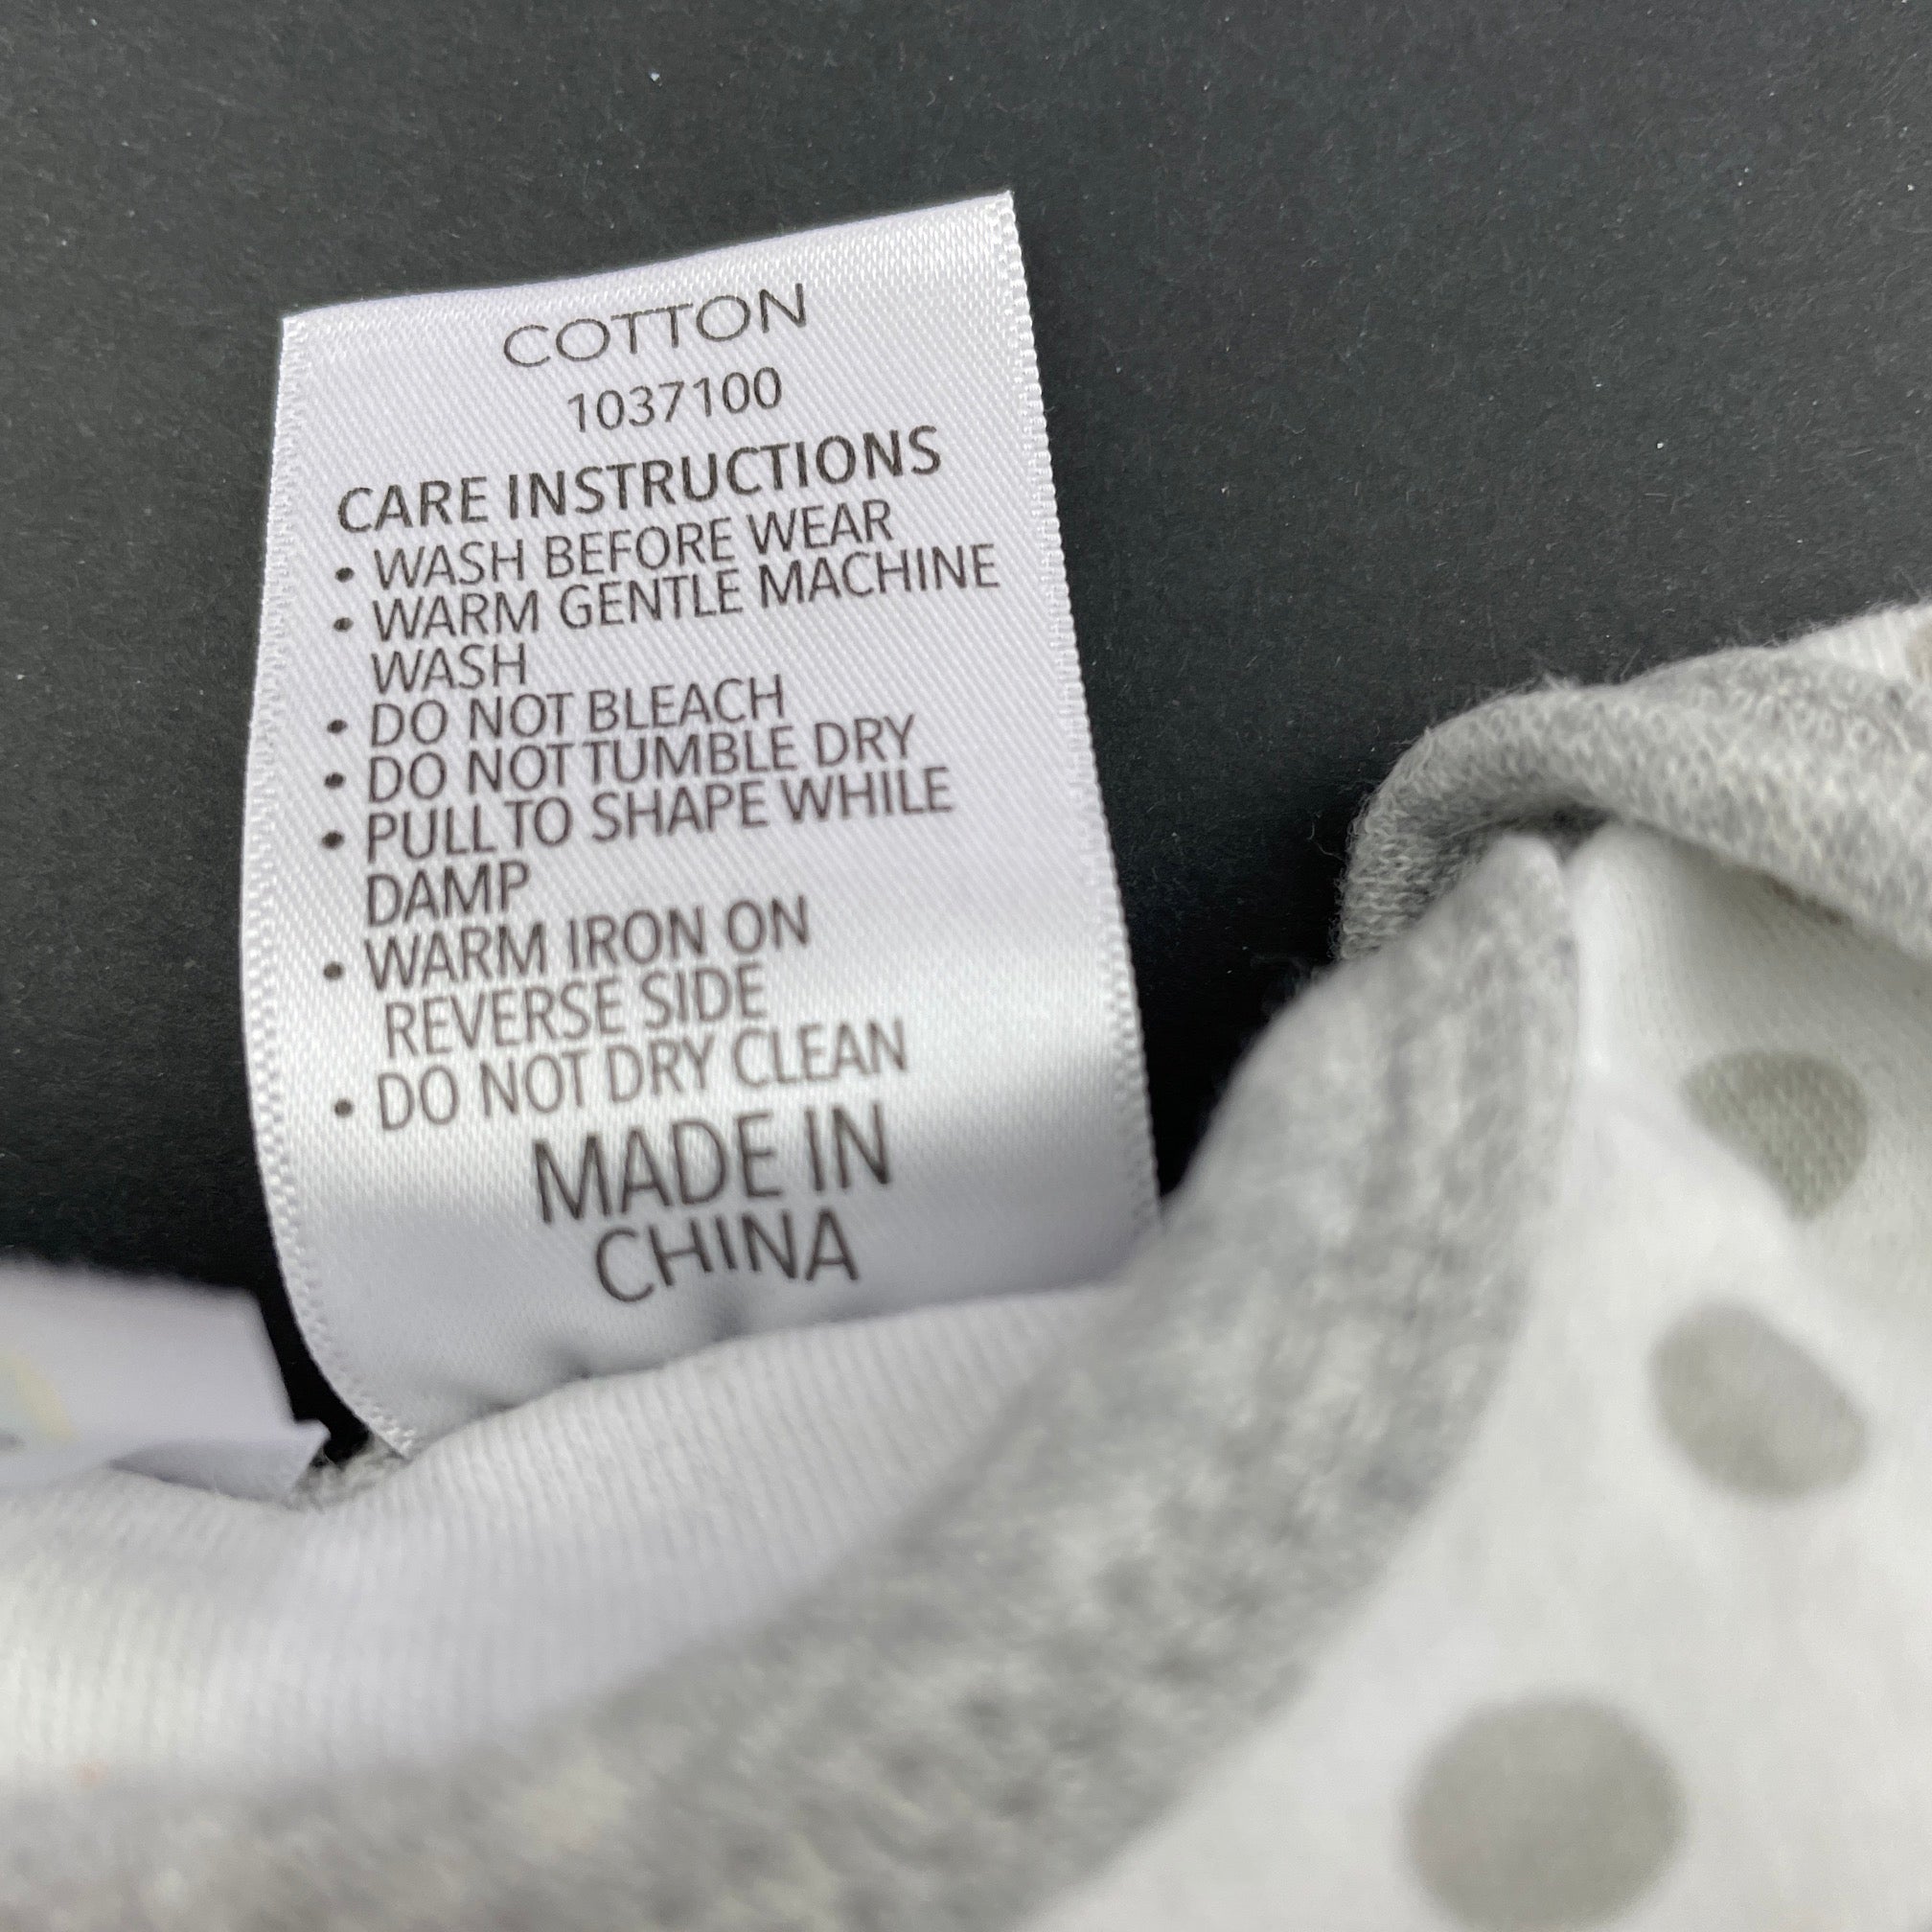 COTTON
1037100
CARE INSTRUCTIONS
• WASH BEFORE WEAR
• WARM GENTLE MACHINE
WASH
• DO NOT BLEACH
• DO NOT TUMBLE DRY
• PULL TO SHAPE WHILE
DAMP
• WARM IRON ON
REVERSE SIDE
• DO NOT DRY CLEAN
MADE IN
CHINA